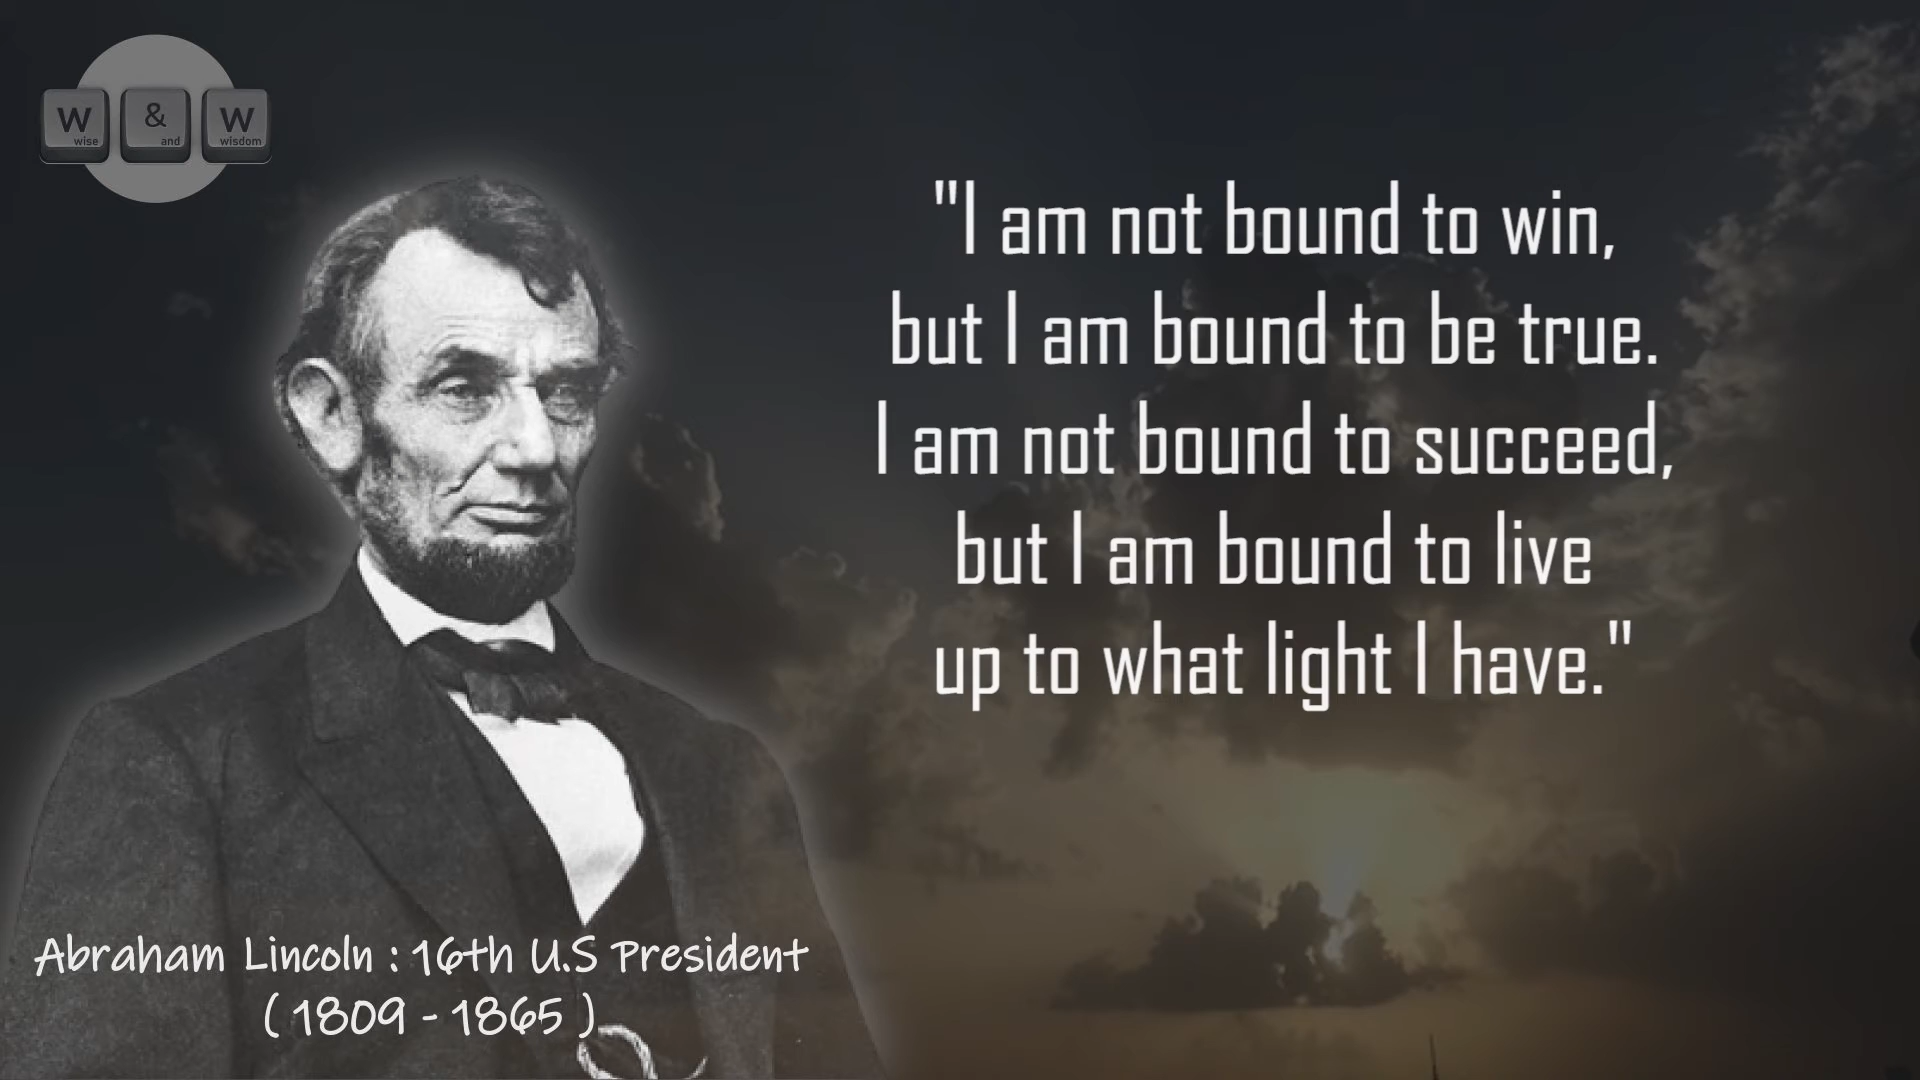 W & W
wise and wisdom
"I am not bound to win,
but I am bound to be true.
I am not bound to succeed,
but I am bound to live
up to what light I have."
Abraham Lincoln : 16th U.S President
( 1809 - 1865 )